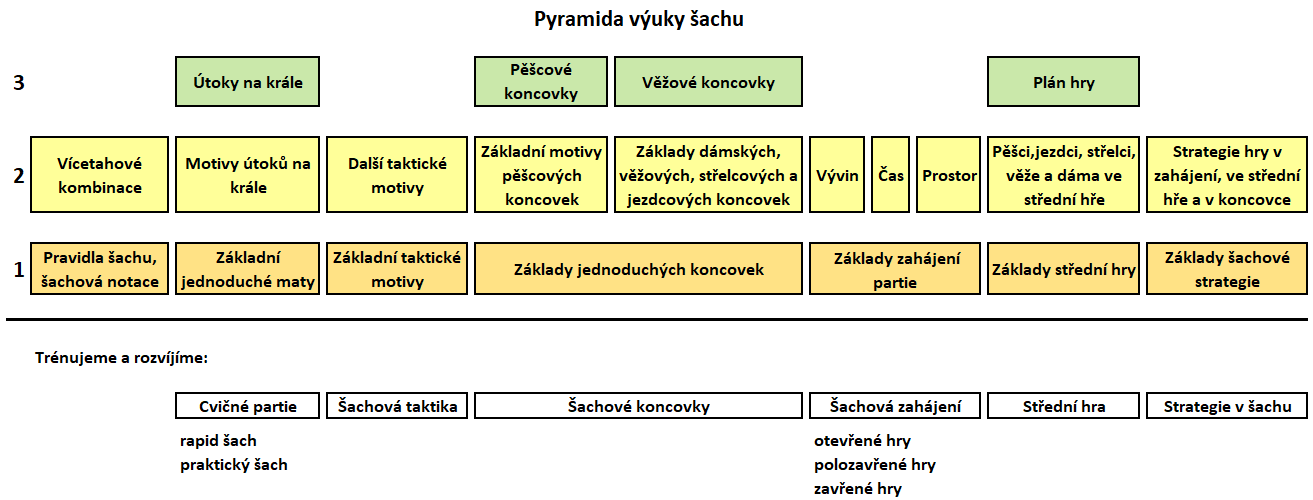 Pyramida výuky šachu
3
Útoky na krále
Pěšcové
koncovky
Věžové koncovky
Plán hry
2
Vícetahové
kombinace
Motivy útoků na
krále
Další taktické
motivy
Základní motivy
pěšcových
koncovek
Základy dámských,
věžových, střelcových a
jezdcových koncovek
Vývin
Čas
Prostor
Pěšci,jezdci, střelci,
věže a dáma ve
střední hře
Strategie hry v
zahájení, ve střední
hře a v koncovce
1
Pravidla šachu,
šachová notace
Základní
jednoduché maty
Základní taktické
motivy
Základy jednoduchých koncovek
Základy zahájení
partie
Základy střední hry
Základy šachové
strategie
Trénujeme a rozvíjíme:
Cvičné partie
Šachová taktika
Šachové koncovky
Šachová zahájení
Střední hra
Strategie v šachu
rapid šach
praktický šach
otevřené hry
polozavřené hry
zavřené hry